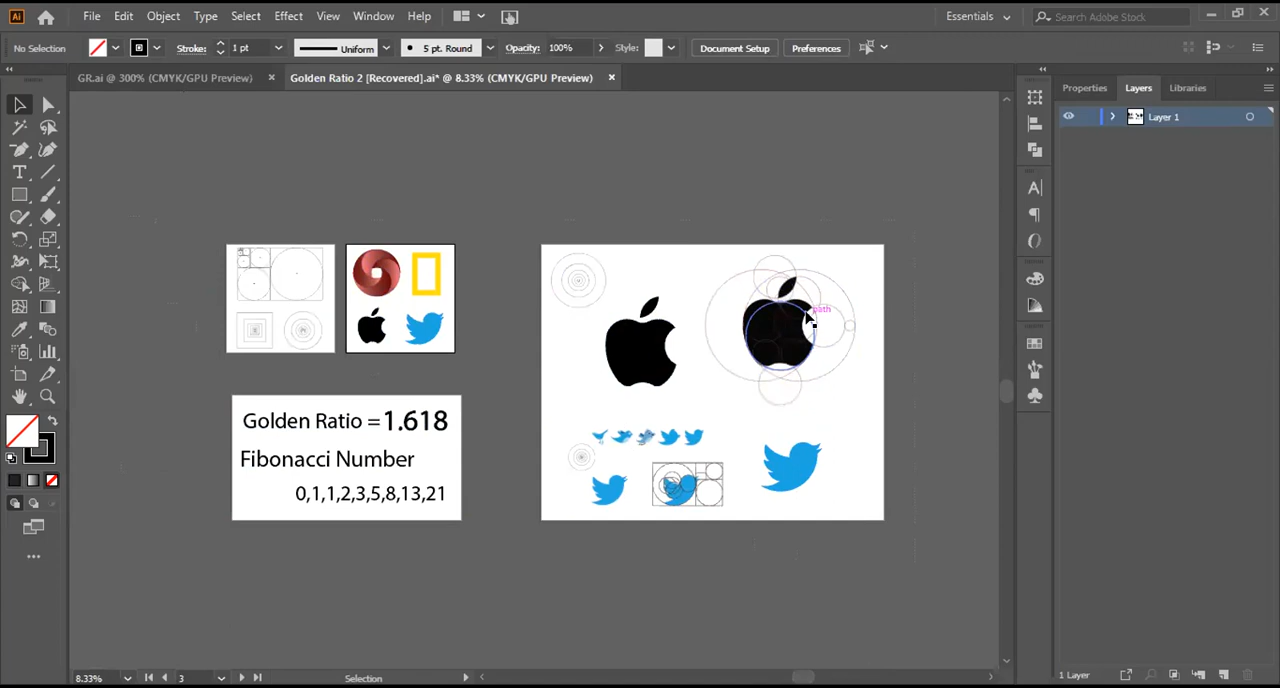 Ai File Edit Object Type Select Effect View Window Help Essentials Search Adobe Stock
No Selection Stroke: 1 pt Uniform 5 pt. Round Opacity: 100% Style: Document Setup Preferences
GR.ai @ 300% (CMYK/GPU Preview) Golden Ratio 2 [Recovered].ai* @ 8.33% (CMYK/GPU Preview)
Properties Layers Libraries
Layer 1
path
Golden Ratio = 1.618
Fibonacci Number
0,1,1,2,3,5,8,13,21
8.33% 3 Selection 1 Layer